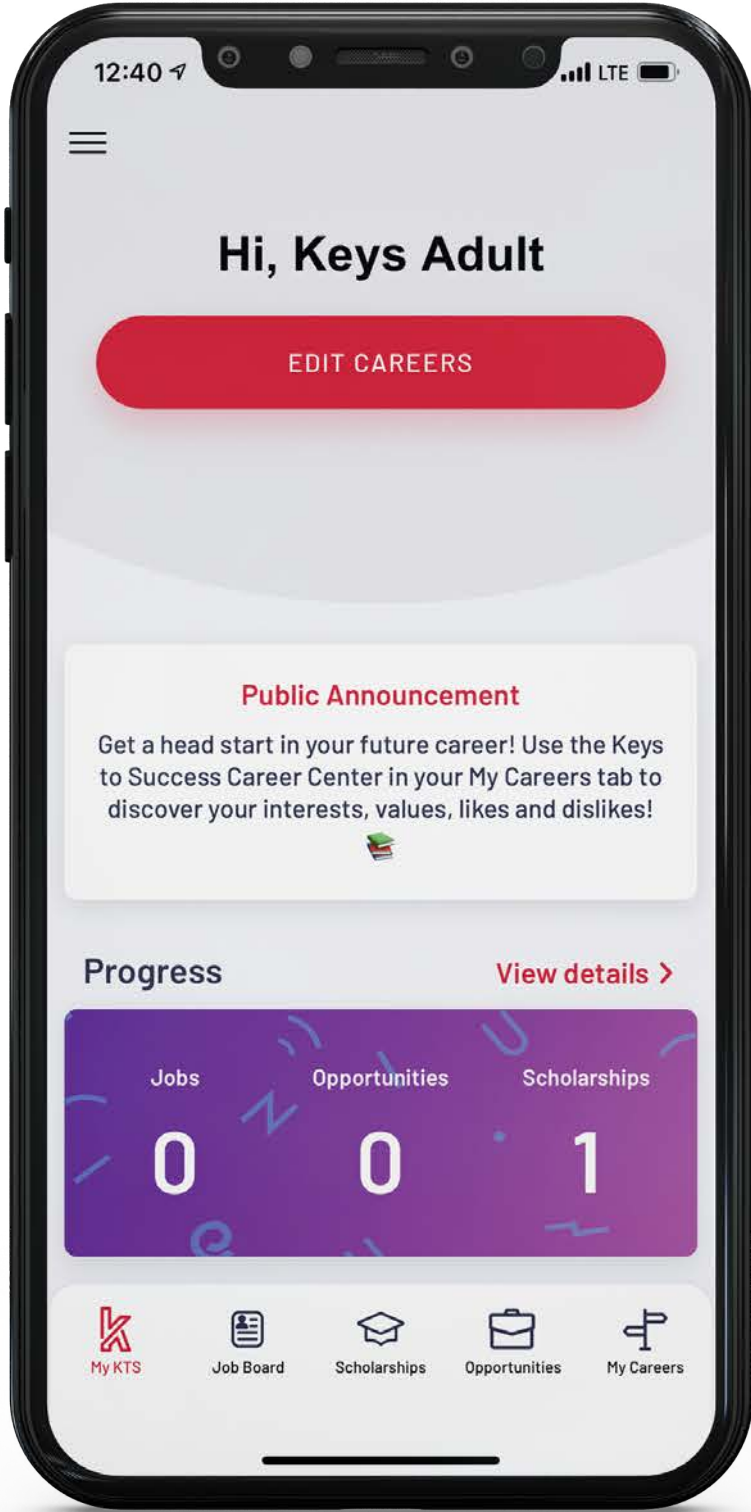 12:40
LTE
Hi, Keys Adult
EDIT CAREERS
Public Announcement
Get a head start in your future career! Use the Keys
to Success Career Center in your My Careers tab to
discover your interests, values, likes and dislikes!
Progress
View details >
Jobs Opportunities Scholarships
0 0 1
My KTS Job Board Scholarships Opportunities My Careers